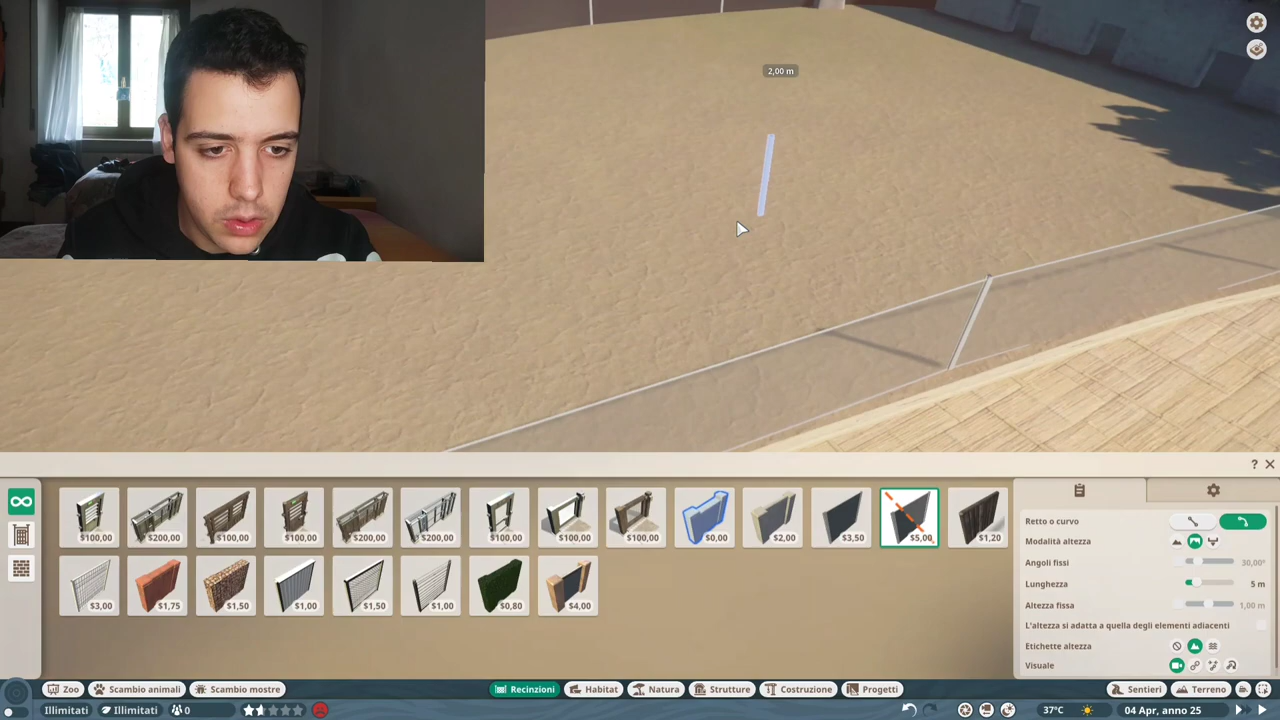 2,00 m
? ×
$100,00 $200,00 $100,00 $100,00 $200,00 $200,00 $100,00 $100,00 $100,00 $0,00 $2,00 $3,50 $5,00 $1,20
$3,00 $1,75 $1,50 $1,00 $1,50 $1,00 $0,80 $4,00
Retto o curvo
Modalità altezza
Angoli fissi 30,00°
Lunghezza 5 m
Altezza fissa 1,00 m
L'altezza si adatta a quella degli elementi adiacenti
Etichette altezza
Visuale
Zoo Scambio animali Scambio mostre Recinzioni Habitat Natura Strutture Costruzione Progetti Sentieri Terreno
Illimitati Illimitati 0 37°C 04 Apr, anno 25